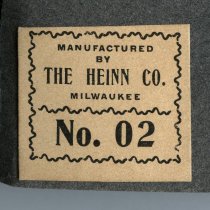 MANUFACTURED
BY
THE HEINN CO.
MILWAUKEE
No. 02